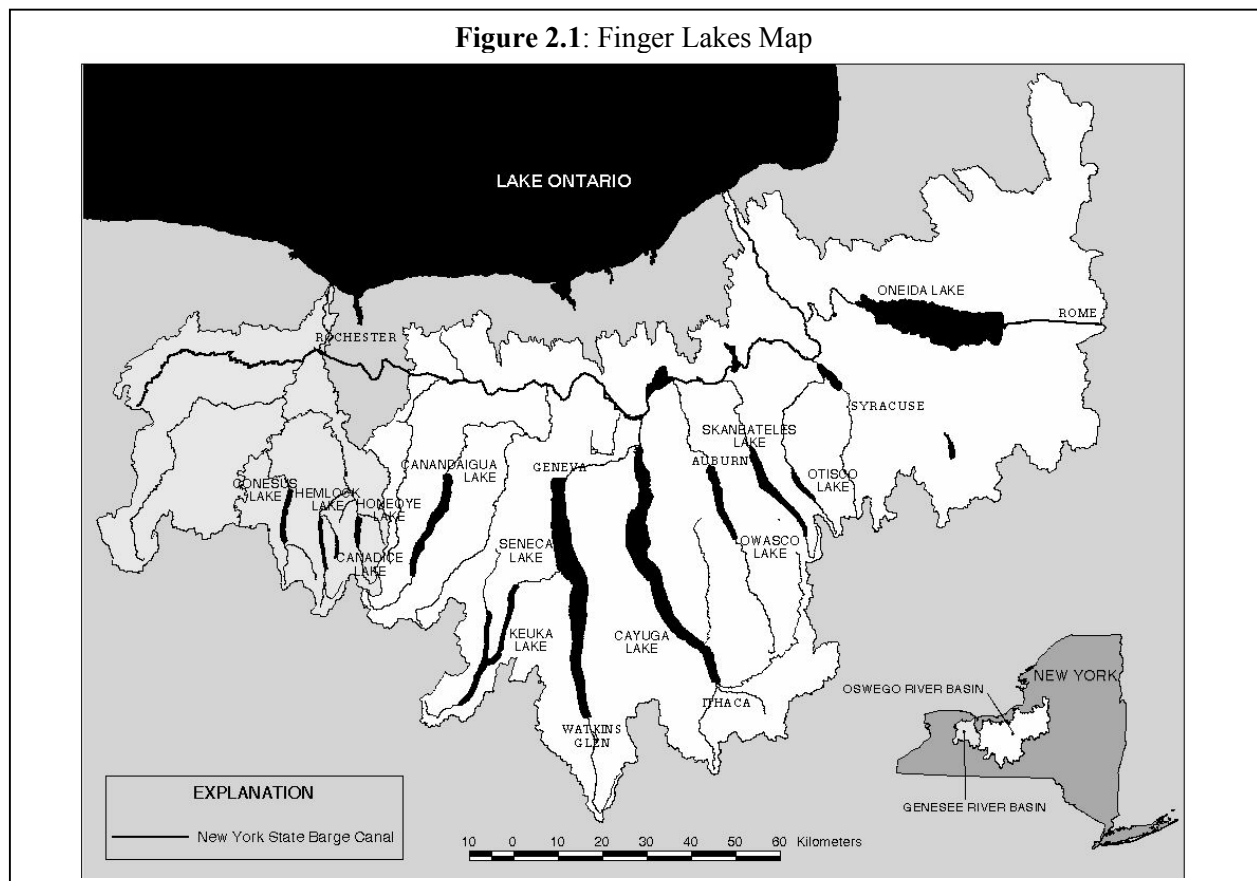 Figure 2.1: Finger Lakes Map
LAKE ONTARIO
ONEIDA LAKE
ROME
ROCHESTER
SYRACUSE
SKANEATELES
LAKE
CANANDAIGUA
LAKE
GENEVA
AUBURN
OTISCO
LAKE
CONESUS
LAKE
HEMLOCK
LAKE
HONEOYE
LAKE
CANADICE
LAKE
SENECA
LAKE
OWASCO
LAKE
KEUKA
LAKE
CAYUGA
LAKE
ITHACA
WATKINS
GLEN
NEW YORK
OSWEGO RIVER BASIN
GENESEE RIVER BASIN
EXPLANATION
New York State Barge Canal
10 0 10 20 30 40 50 60 Kilometers